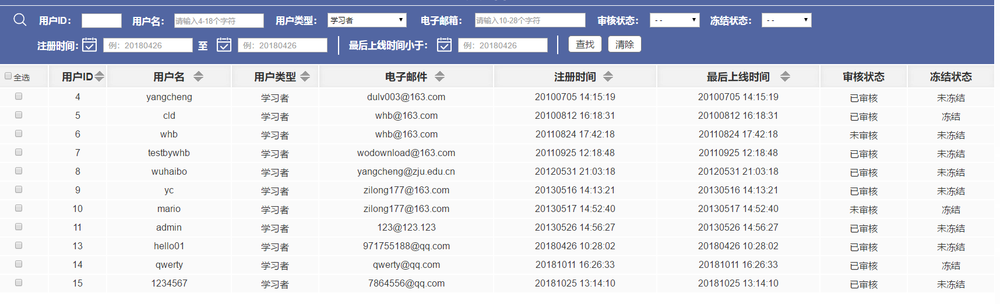 用户ID： 用户名： 请输入4-18个字符 用户类型： 学习者 电子邮箱： 请输入10-28个字符 审核状态： - - 冻结状态： - -
注册时间： 例：20180426 至 例：20180426 最后上线时间小于： 例：20180426 查找 清除
全选 用户ID 用户名 用户类型 电子邮件 注册时间 最后上线时间 审核状态 冻结状态
4 yangcheng 学习者 dulv003@163.com 20100705 14:15:19 20100705 14:15:19 已审核 未冻结
5 cld 学习者 whb@163.com 20100812 16:18:31 20100812 16:18:31 已审核 冻结
6 whb 学习者 whb@163.com 20110824 17:42:18 20110824 17:42:18 未审核 未冻结
7 testbywhb 学习者 wodownload@163.com 20110925 12:18:48 20110925 12:18:48 已审核 未冻结
8 wuhaibo 学习者 yangcheng@zju.edu.cn 20120531 21:03:18 20120531 21:03:18 已审核 未冻结
9 yc 学习者 zilong177@163.com 20130516 14:13:21 20130516 14:13:21 已审核 未冻结
10 mario 学习者 zilong177@163.com 20130517 14:52:40 20130517 14:52:40 未审核 冻结
11 admin 学习者 123@123.123 20130526 14:56:27 20130526 14:56:27 已审核 未冻结
13 hello01 学习者 971755188@qq.com 20180426 10:28:02 20180426 10:28:02 已审核 未冻结
14 qwerty 学习者 qwerty@qq.com 20181011 16:26:33 20181011 16:26:33 已审核 冻结
15 1234567 学习者 7864556@qq.com 20181025 13:14:10 20181025 13:14:10 已审核 未冻结